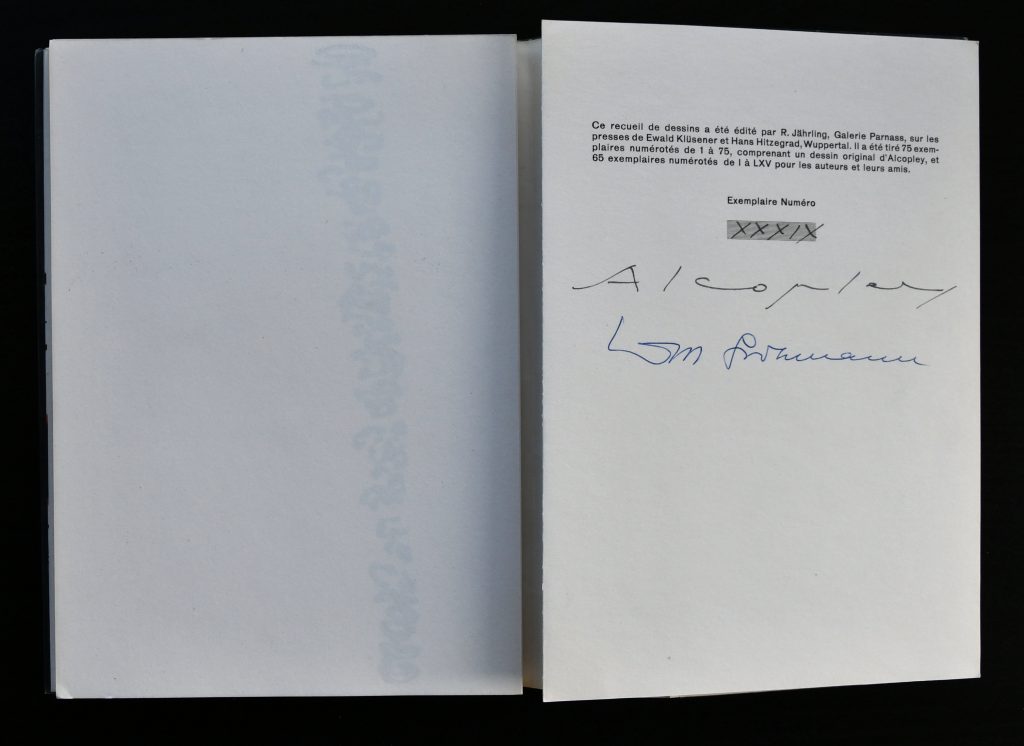 Ce recueil de dessins a été édité par R. Jährling, Galerie Parnass, sur les
presses de Ewald Klüsener et Hans Hitzegrad, Wuppertal. Il a été tiré 75 exem-
plaires numérotés de 1 à 75, comprenant un dessin original d'Alcopley, et
65 exemplaires numérotés de I à LXV pour les auteurs et leurs amis.
Exemplaire Numéro
XXXIX
Alcopley
Grohmann